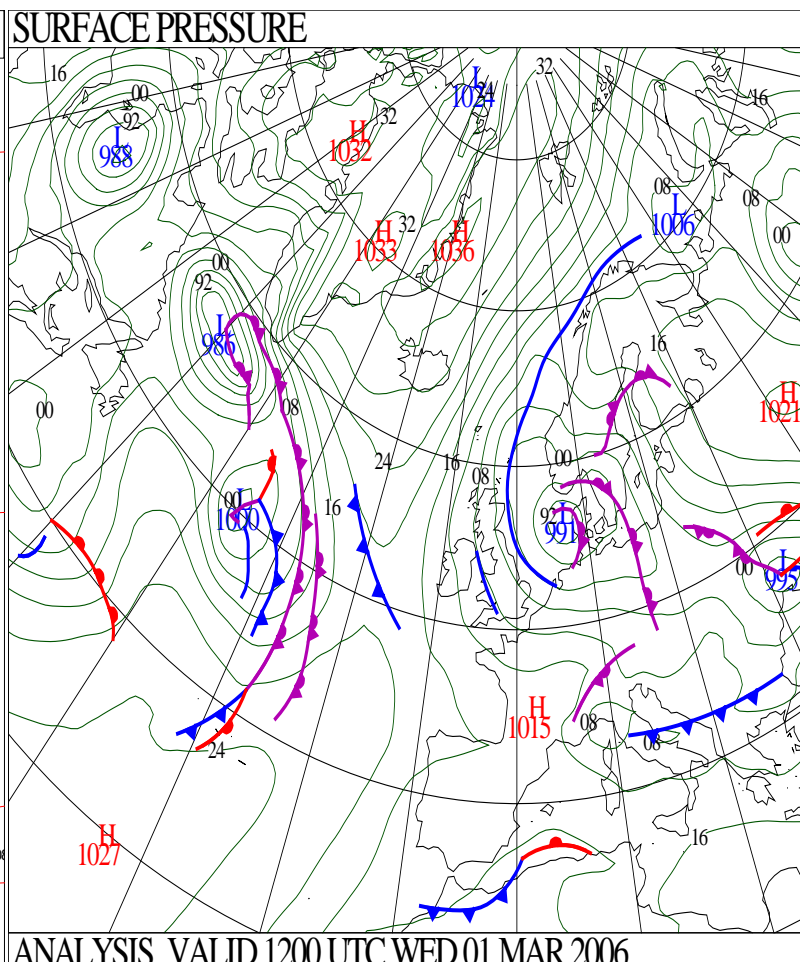 SURFACE PRESSURE
16
32
L
1024
24
00
16
92
32
L
988
H
1032
08
08
L
1006
32
H
1033
H
1036
00
00
92
L
986
16
H
1021
00
08
24
16
08
00
00
L
1000
16
92
L
991
00
L
995
H
1015
08
08
24
H
1027
16
ANALYSIS VALID 1200 UTC WED 01 MAR 2006